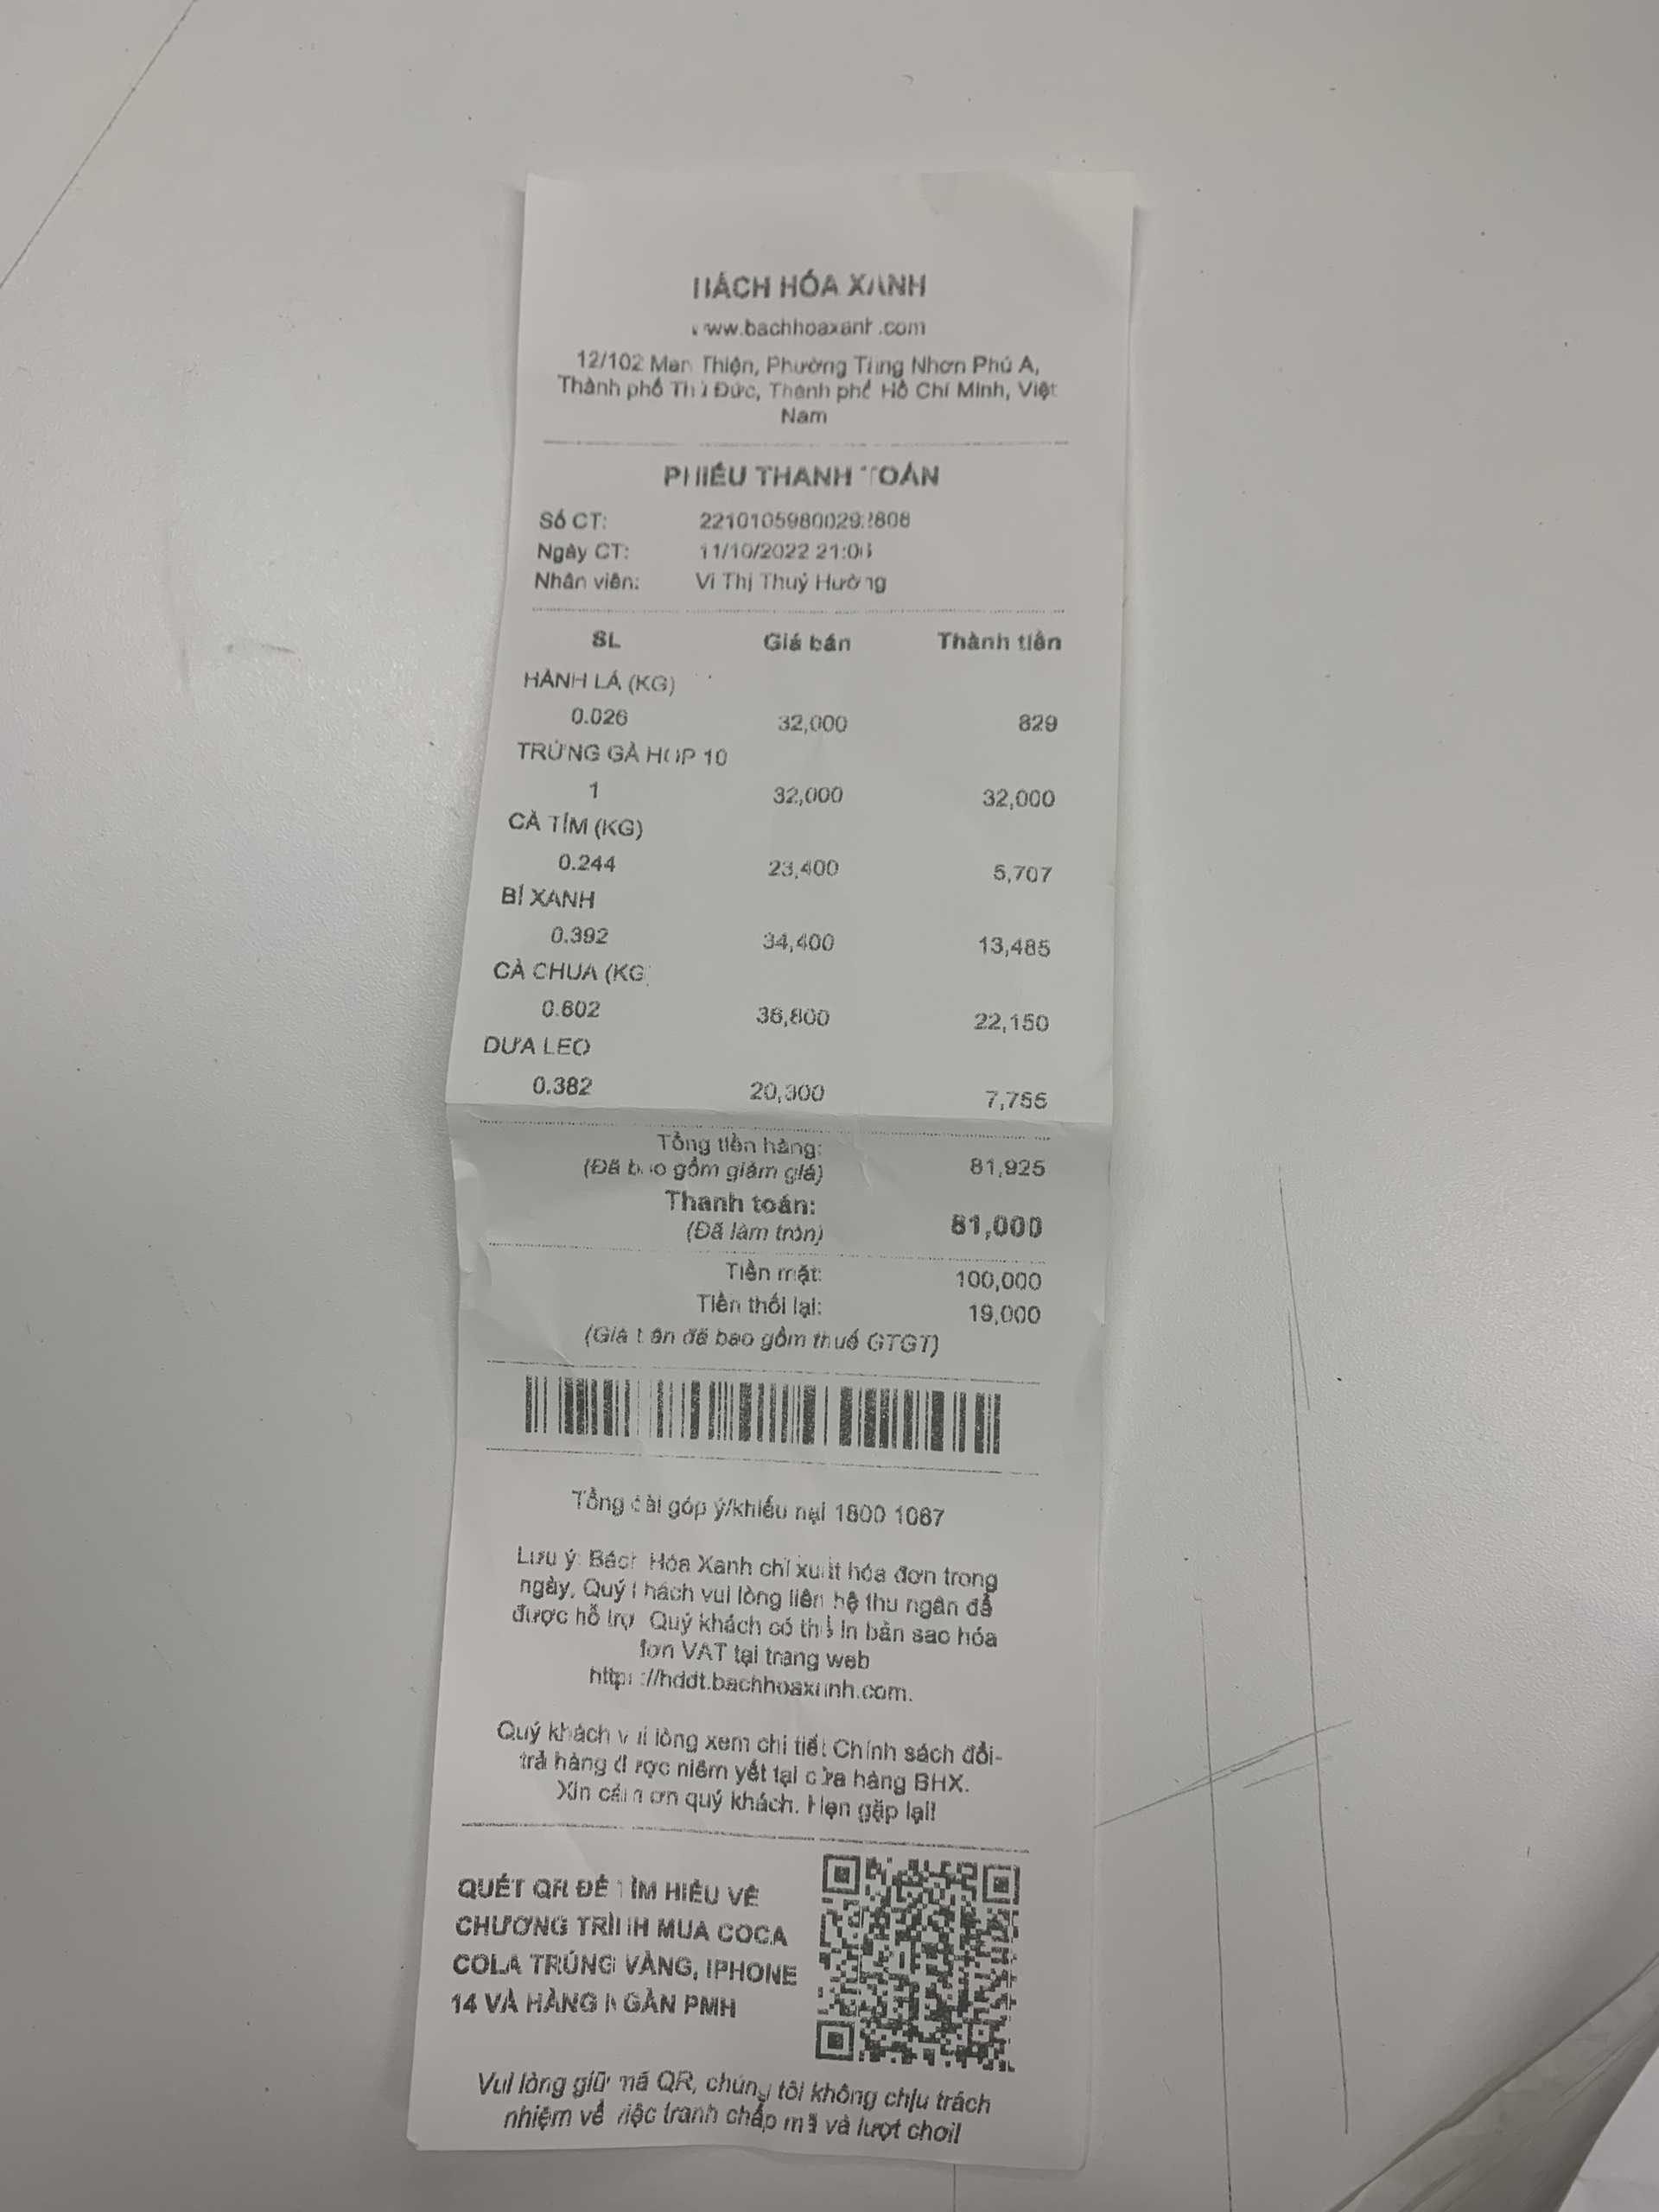 BÁCH HÓA XANH
www.bachhoaxanh.com
12/102 Man Thiện, Phường Tăng Nhơn Phú A,
Thành phố Thủ Đức, Thành phố Hồ Chí Minh, Việt
Nam
PHIẾU THANH TOÁN
Số CT: 22101059800292808
Ngày CT: 11/10/2022 21:06
Nhân viên: Vi Thị Thuý Hường
SL Giá bán Thành tiền
HÀNH LÁ (KG)
0.026 32,000 829
TRỨNG GÀ HOP 10
1 32,000 32,000
CÀ TÍM (KG)
0.244 23,400 5,707
BÍ XANH
0.392 34,400 13,485
CÀ CHUA (KG)
0.602 36,800 22,150
DƯA LEO
0.382 20,300 7,755
Tổng tiền hàng:
(Đã bao gồm giảm giá) 81,925
Thanh toán:
(Đã làm tròn) 81,000
Tiền mặt: 100,000
Tiền thối lại: 19,000
(Giá tiền đã bao gồm thuế GTGT)
Tổng đài góp ý/khiếu nại 1800 1067
Lưu ý: Bách Hóa Xanh chỉ xuất hóa đơn trong
ngày, Quý khách vui lòng liên hệ thu ngân để
được hỗ trợ. Quý khách có thể in bản sao hóa
đơn VAT tại trang web
https://hddt.bachhoaxanh.com.
Quý khách vui lòng xem chi tiết Chính sách đổi-
trả hàng được niêm yết tại cửa hàng BHX.
Xin cảm ơn quý khách. Hẹn gặp lại!
QUÉT QR ĐỂ TÌM HIỂU VỀ
CHƯƠNG TRÌNH MUA COCA
COLA TRÚNG VÀNG, IPHONE
14 VÀ HÀNG NGÀN PMH
Vui lòng giữ mã QR, chúng tôi không chịu trách
nhiệm về việc tranh chấp mã và lượt chơi!